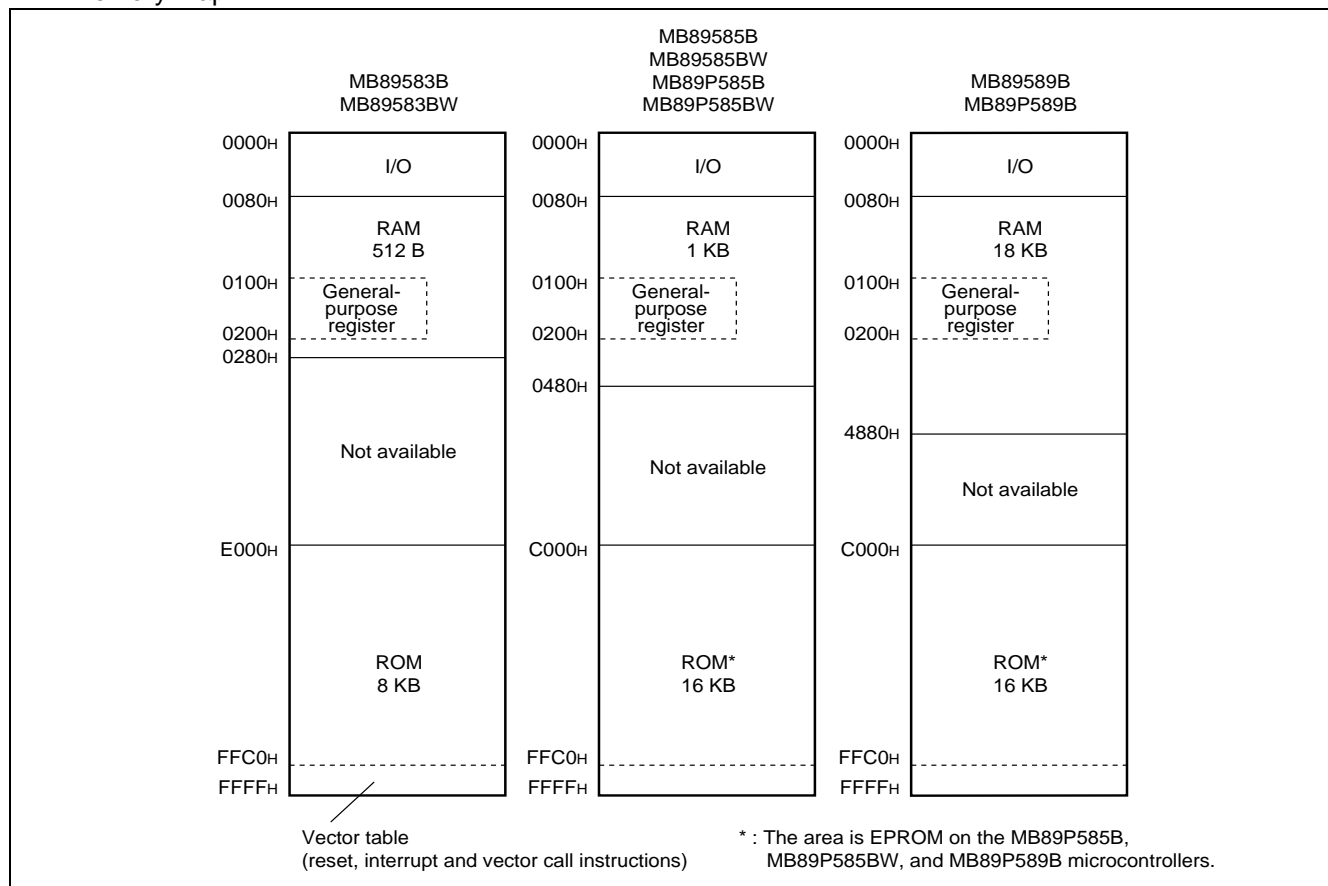 MB89583B
MB89583BW
0000H
I/O
0080H
RAM
512 B
0100H
General-
purpose
register
0200H
0280H
Not available
E000H
ROM
8 KB
FFC0H
FFFFH
Vector table
(reset, interrupt and vector call instructions)
MB89585B
MB89585BW
MB89P585B
MB89P585BW
0000H
I/O
0080H
RAM
1 KB
0100H
General-
purpose
register
0200H
0480H
Not available
C000H
ROM*
16 KB
FFC0H
FFFFH
MB89589B
MB89P589B
0000H
I/O
0080H
RAM
18 KB
0100H
General-
purpose
register
0200H
4880H
Not available
C000H
ROM*
16 KB
FFC0H
FFFFH
* : The area is EPROM on the MB89P585B,
MB89P585BW, and MB89P589B microcontrollers.